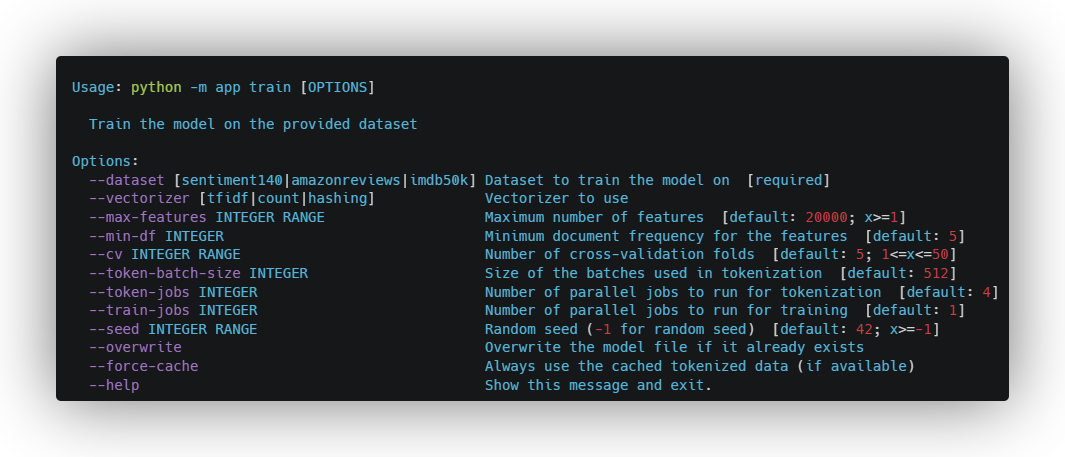 Usage: python -m app train [OPTIONS]
Train the model on the provided dataset
Options:
--dataset [sentiment140|amazonreviews|imdb50k] Dataset to train the model on [required]
--vectorizer [tfidf|count|hashing] Vectorizer to use
--max-features INTEGER RANGE Maximum number of features [default: 20000; x>=1]
--min-df INTEGER Minimum document frequency for the features [default: 5]
--cv INTEGER RANGE Number of cross-validation folds [default: 5; 1<=x<=50]
--token-batch-size INTEGER Size of the batches used in tokenization [default: 512]
--token-jobs INTEGER Number of parallel jobs to run for tokenization [default: 4]
--train-jobs INTEGER Number of parallel jobs to run for training [default: 1]
--seed INTEGER RANGE Random seed (-1 for random seed) [default: 42; x>=-1]
--overwrite Overwrite the model file if it already exists
--force-cache Always use the cached tokenized data (if available)
--help Show this message and exit.